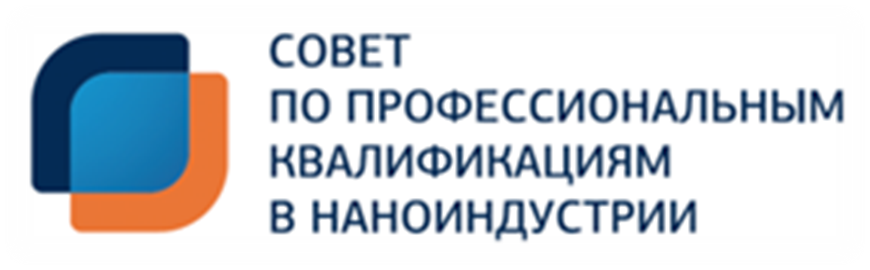 СОВЕТ
ПО ПРОФЕССИОНАЛЬНЫМ
КВАЛИФИКАЦИЯМ
В НАНОИНДУСТРИИ